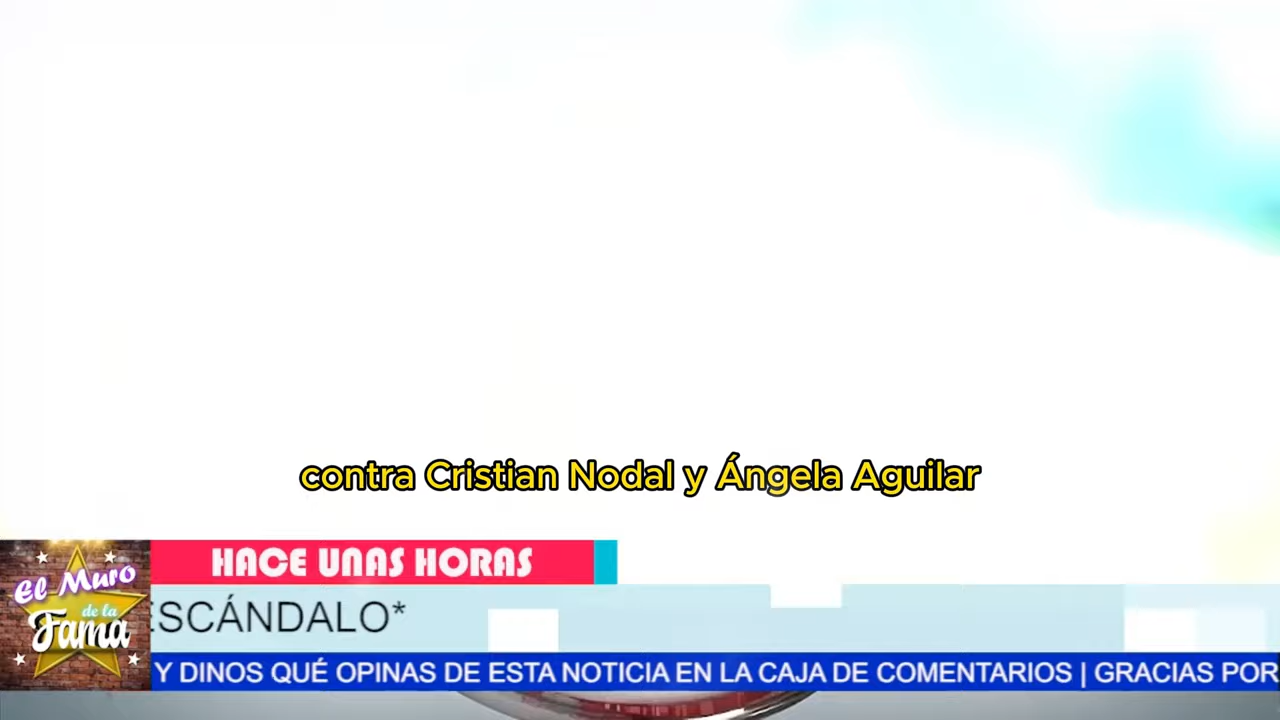 contra Cristian Nodal y Ángela Aguilar
HACE UNAS HORAS
El Muro
de la
Fama
ESCÁNDALO*
Y DINOS QUÉ OPINAS DE ESTA NOTICIA EN LA CAJA DE COMENTARIOS | GRACIAS POR